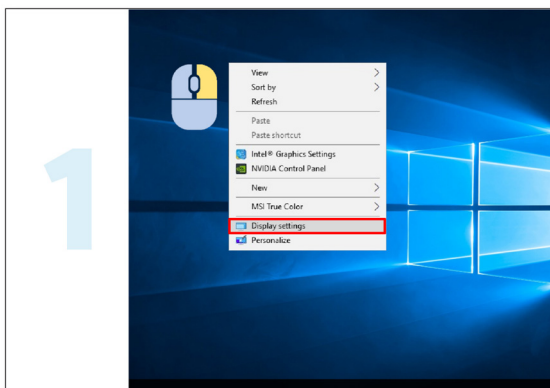 1
View
Sort by
Refresh
Paste
Paste shortcut
Intel® Graphics Settings
NVIDIA Control Panel
New
MSI True Color
Display settings
Personalize